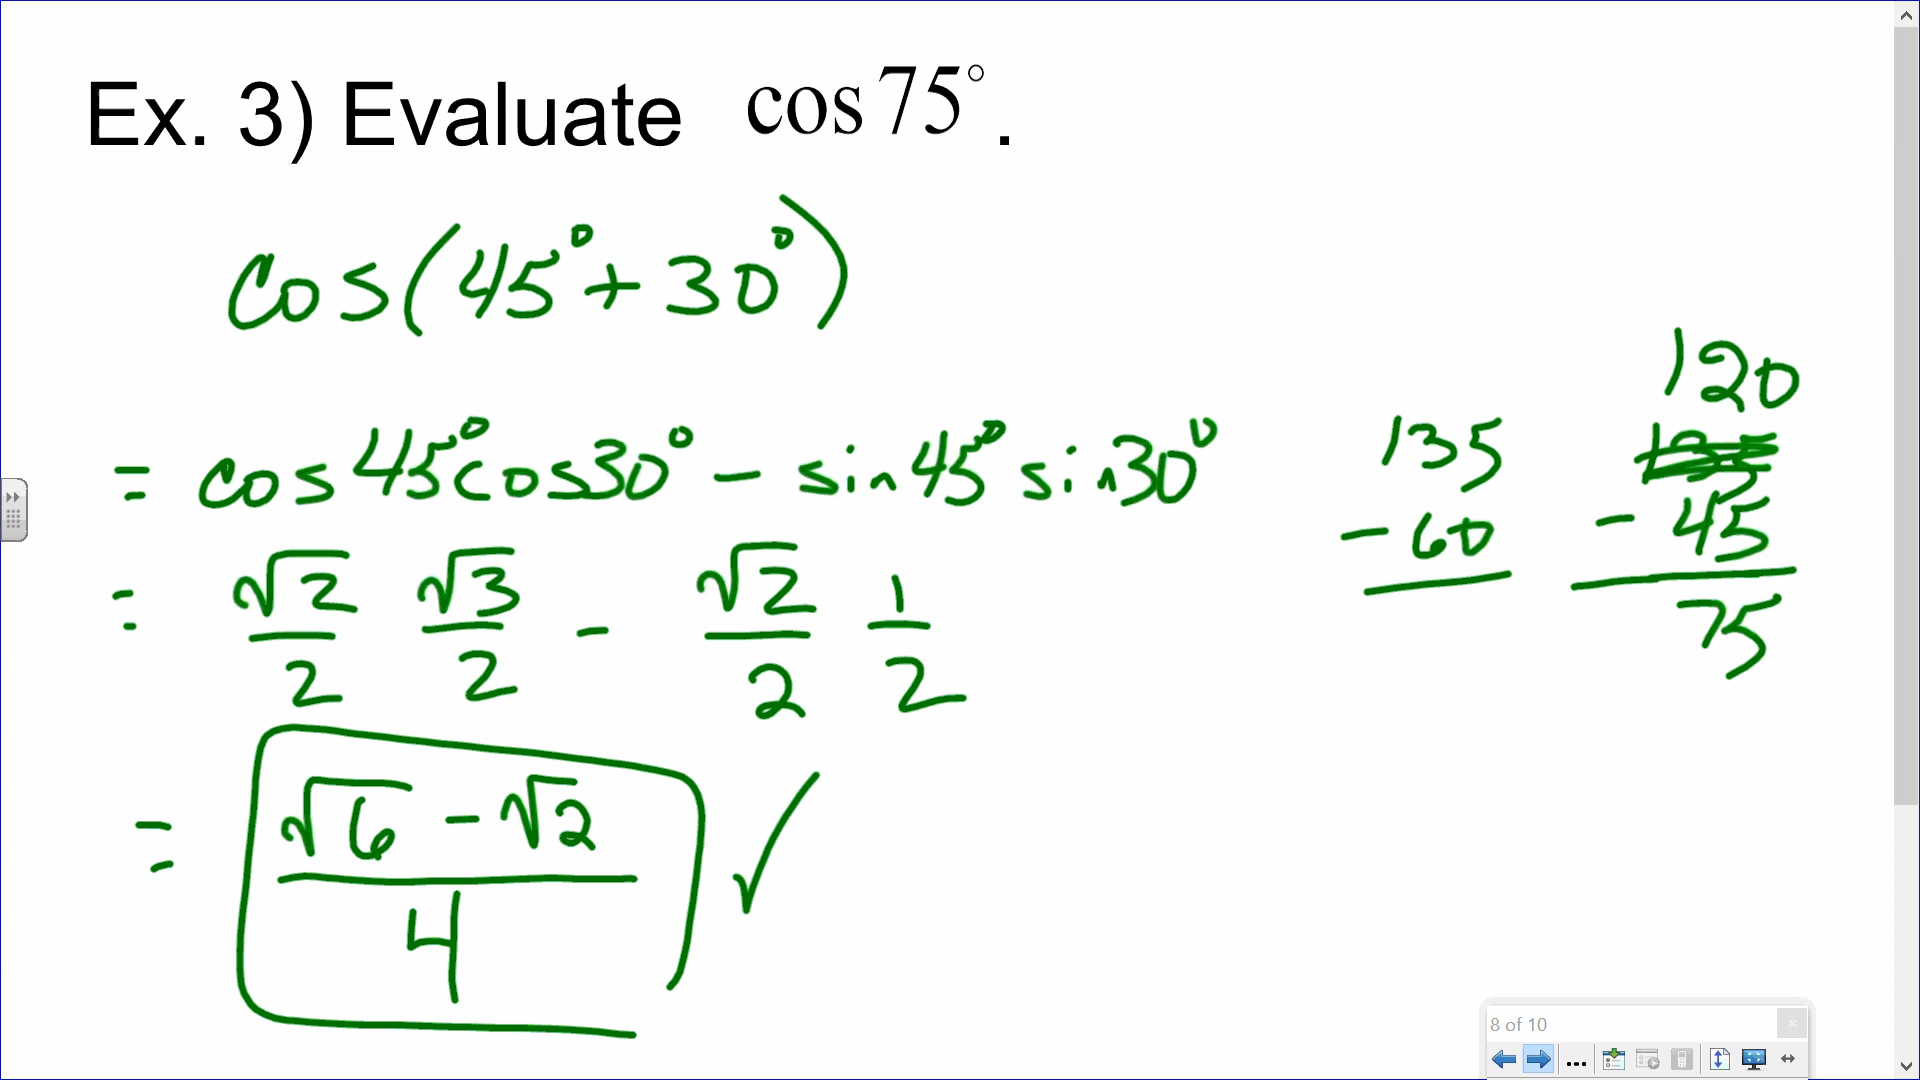 Ex. 3) Evaluate cos 75°.
cos(45° + 30°)
= cos 45° cos 30° - sin 45° sin 30°
= √2/2 √3/2 - √2/2 1/2
= (√6 - √2)/4 ✓
135
- 60
120
- 45
75
8 of 10